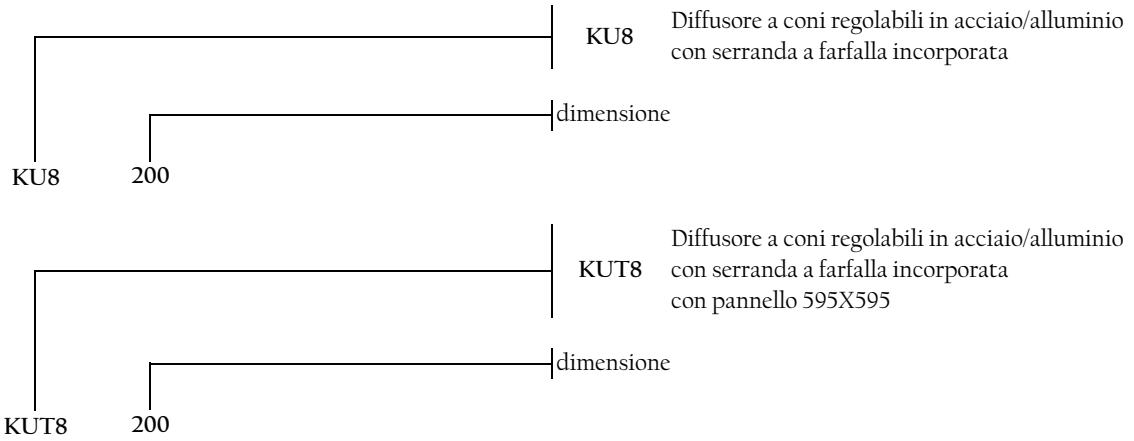 KU8
Diffusore a coni regolabili in acciaio/alluminio
con serranda a farfalla incorporata
dimensione
KU8
200
KUT8
Diffusore a coni regolabili in acciaio/alluminio
con serranda a farfalla incorporata
con pannello 595X595
dimensione
KUT8
200